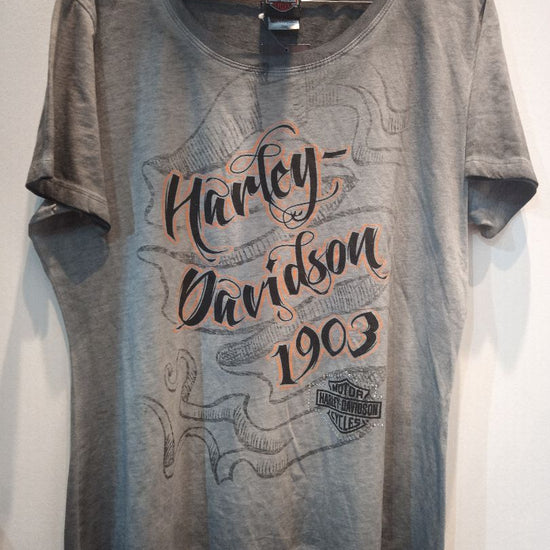 Harley-
Davidson
1903
MOTOR
HARLEY-DAVIDSON
CYCLES